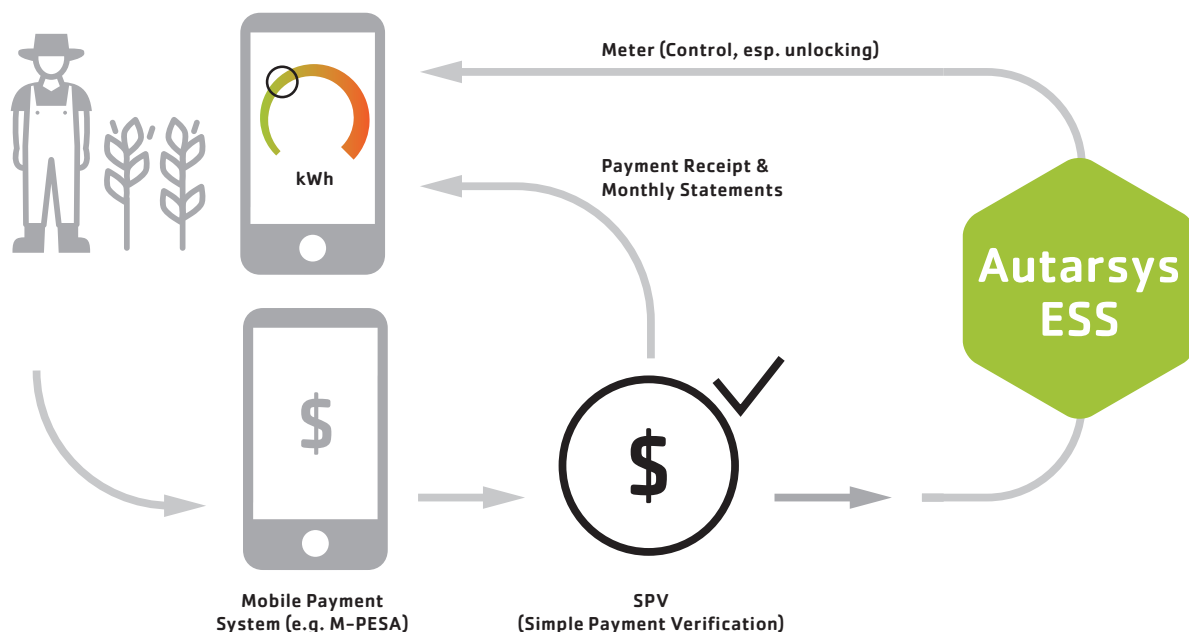 Meter (Control, esp. unlocking)
kWh
Payment Receipt &
Monthly Statements
Autarsys
ESS
$
$
Mobile Payment
System (e.g. M-PESA)
SPV
(Simple Payment Verification)